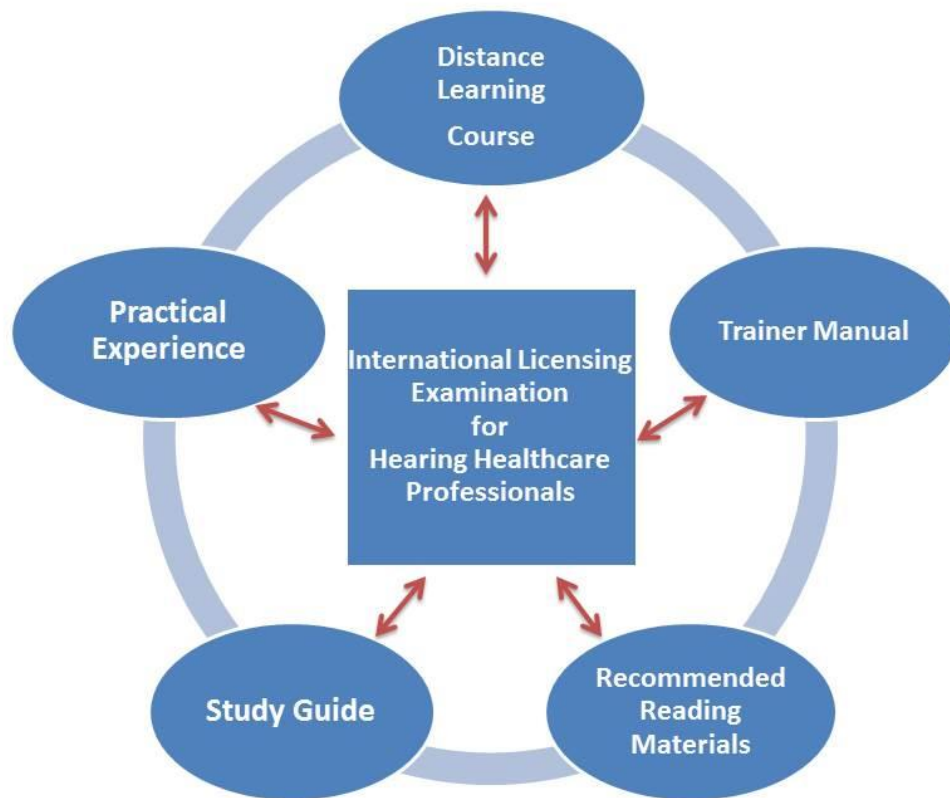 Distance
Learning
Course
Practical
Experience
Trainer Manual
International Licensing
Examination
for
Hearing Healthcare
Professionals
Study Guide
Recommended
Reading
Materials